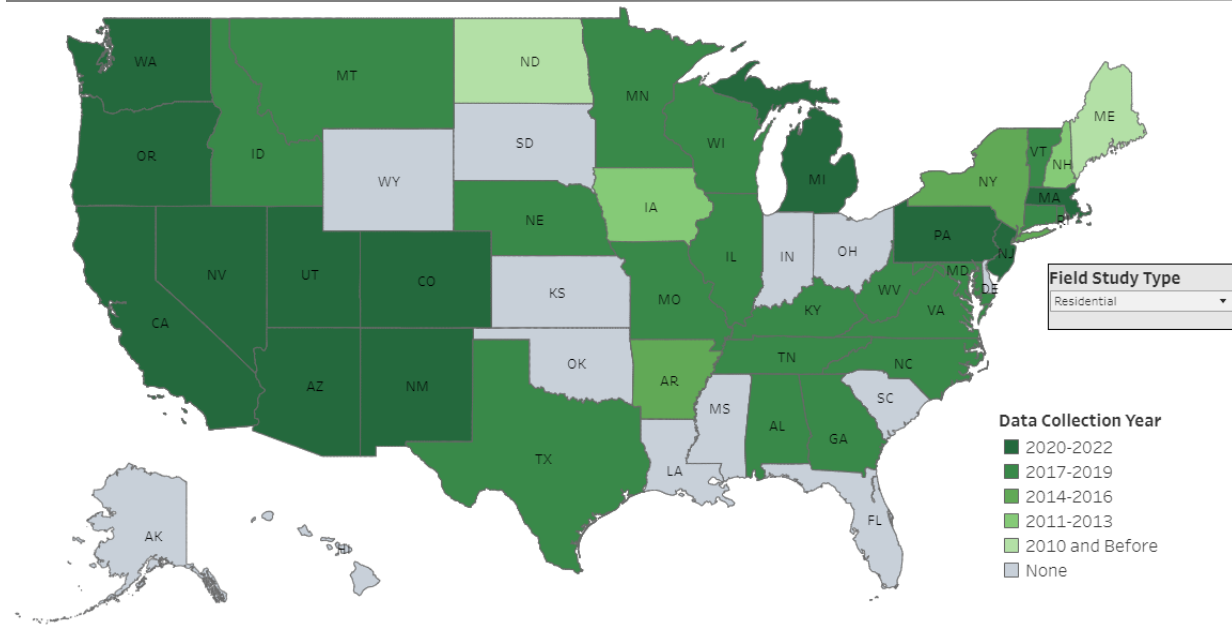 WA
MT
ND
MN
ME
OR
ID
SD
WI
VT
NH
WY
MI
NY
MA
RI
NE
IA
PA
NJ
NV
UT
CO
IL
IN
OH
MD
DE
KS
MO
WV
KY
VA
CA
AZ
NM
OK
AR
TN
NC
TX
MS
AL
GA
SC
LA
FL
AK
HI
Field Study Type
Residential
Data Collection Year
2020-2022
2017-2019
2014-2016
2011-2013
2010 and Before
None